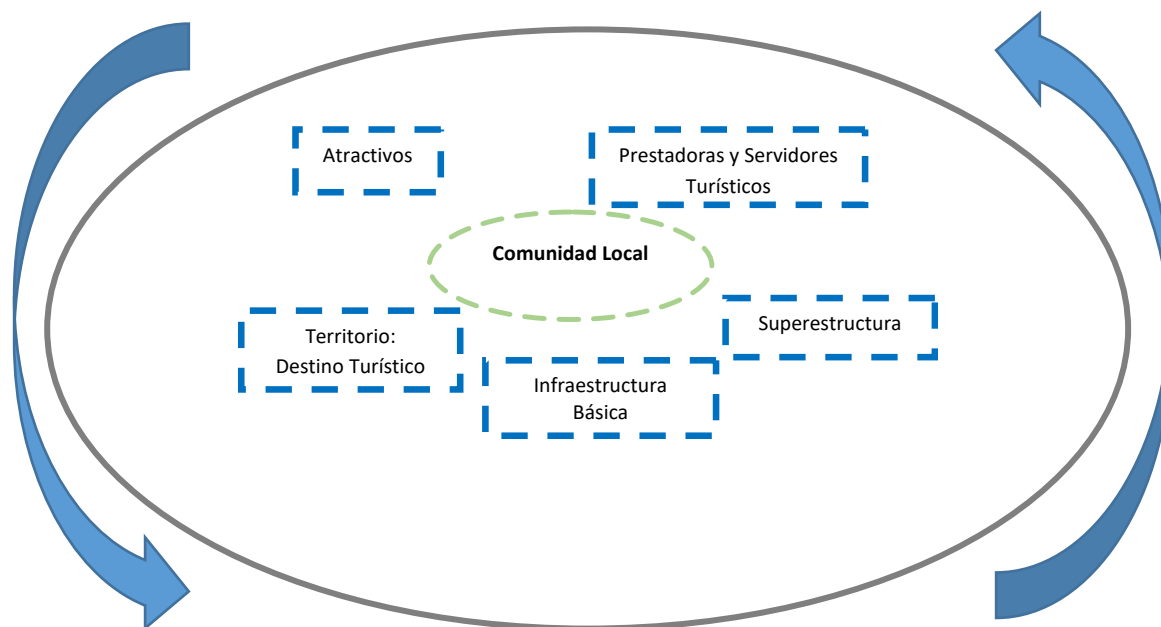 Atractivos
Prestadoras y Servidores
Turísticos
Comunidad Local
Superestructura
Territorio:
Destino Turístico
Infraestructura
Básica